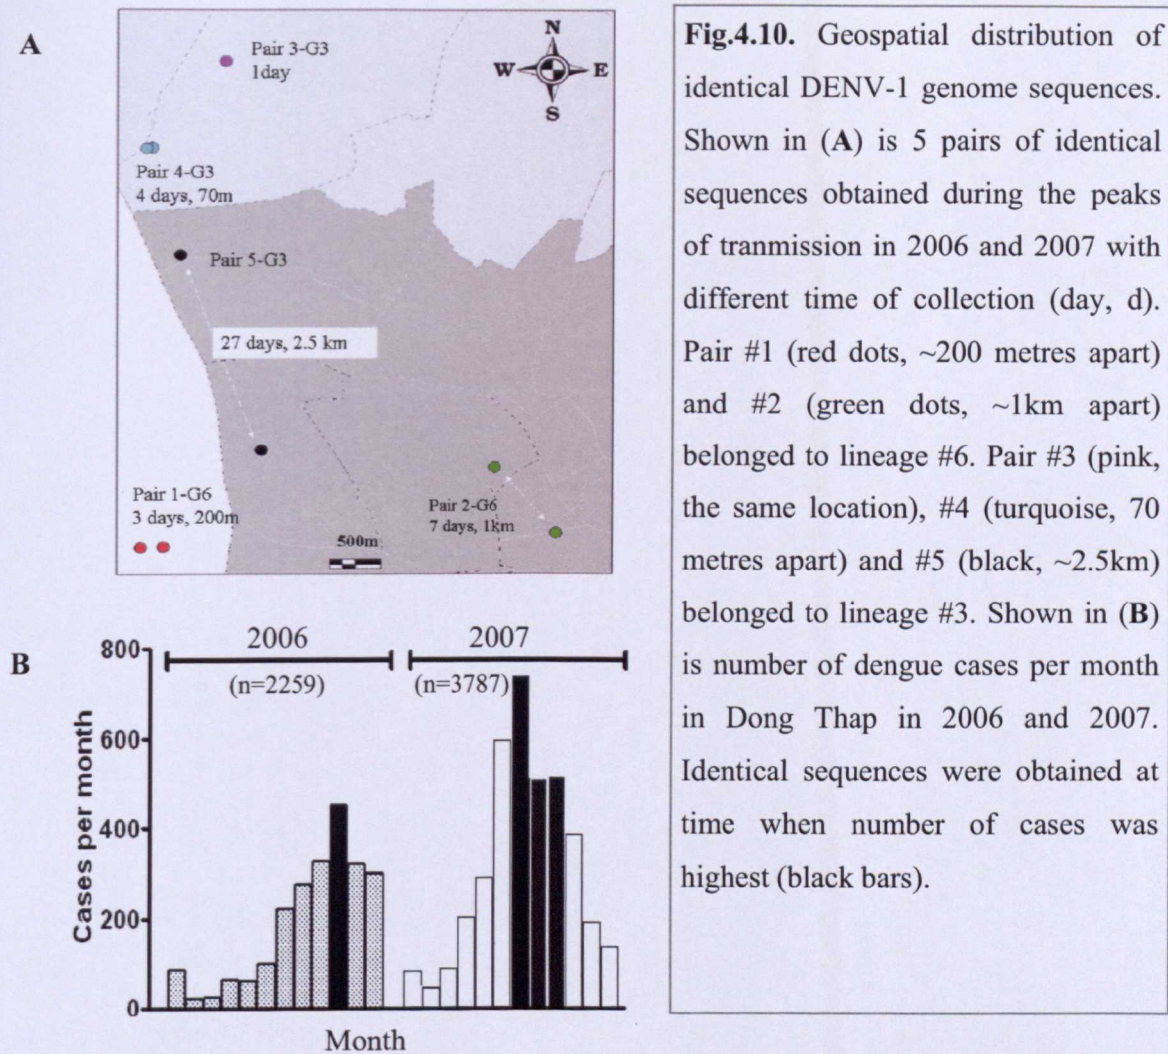 A
Pair 3-G3
1day
N
W E
S
Pair 4-G3
4 days, 70m
Pair 5-G3
27 days, 2.5 km
Pair 1-G6
3 days, 200m
Pair 2-G6
7 days, 1km
500m
B
2006
2007
(n=2259)
(n=3787)
800
600
400
200
0
Cases per month
Month
Fig.4.10. Geospatial distribution of
identical DENV-1 genome sequences.
Shown in (A) is 5 pairs of identical
sequences obtained during the peaks
of tranmission in 2006 and 2007 with
different time of collection (day, d).
Pair #1 (red dots, ~200 metres apart)
and #2 (green dots, ~1km apart)
belonged to lineage #6. Pair #3 (pink,
the same location), #4 (turquoise, 70
metres apart) and #5 (black, ~2.5km)
belonged to lineage #3. Shown in (B)
is number of dengue cases per month
in Dong Thap in 2006 and 2007.
Identical sequences were obtained at
time when number of cases was
highest (black bars).